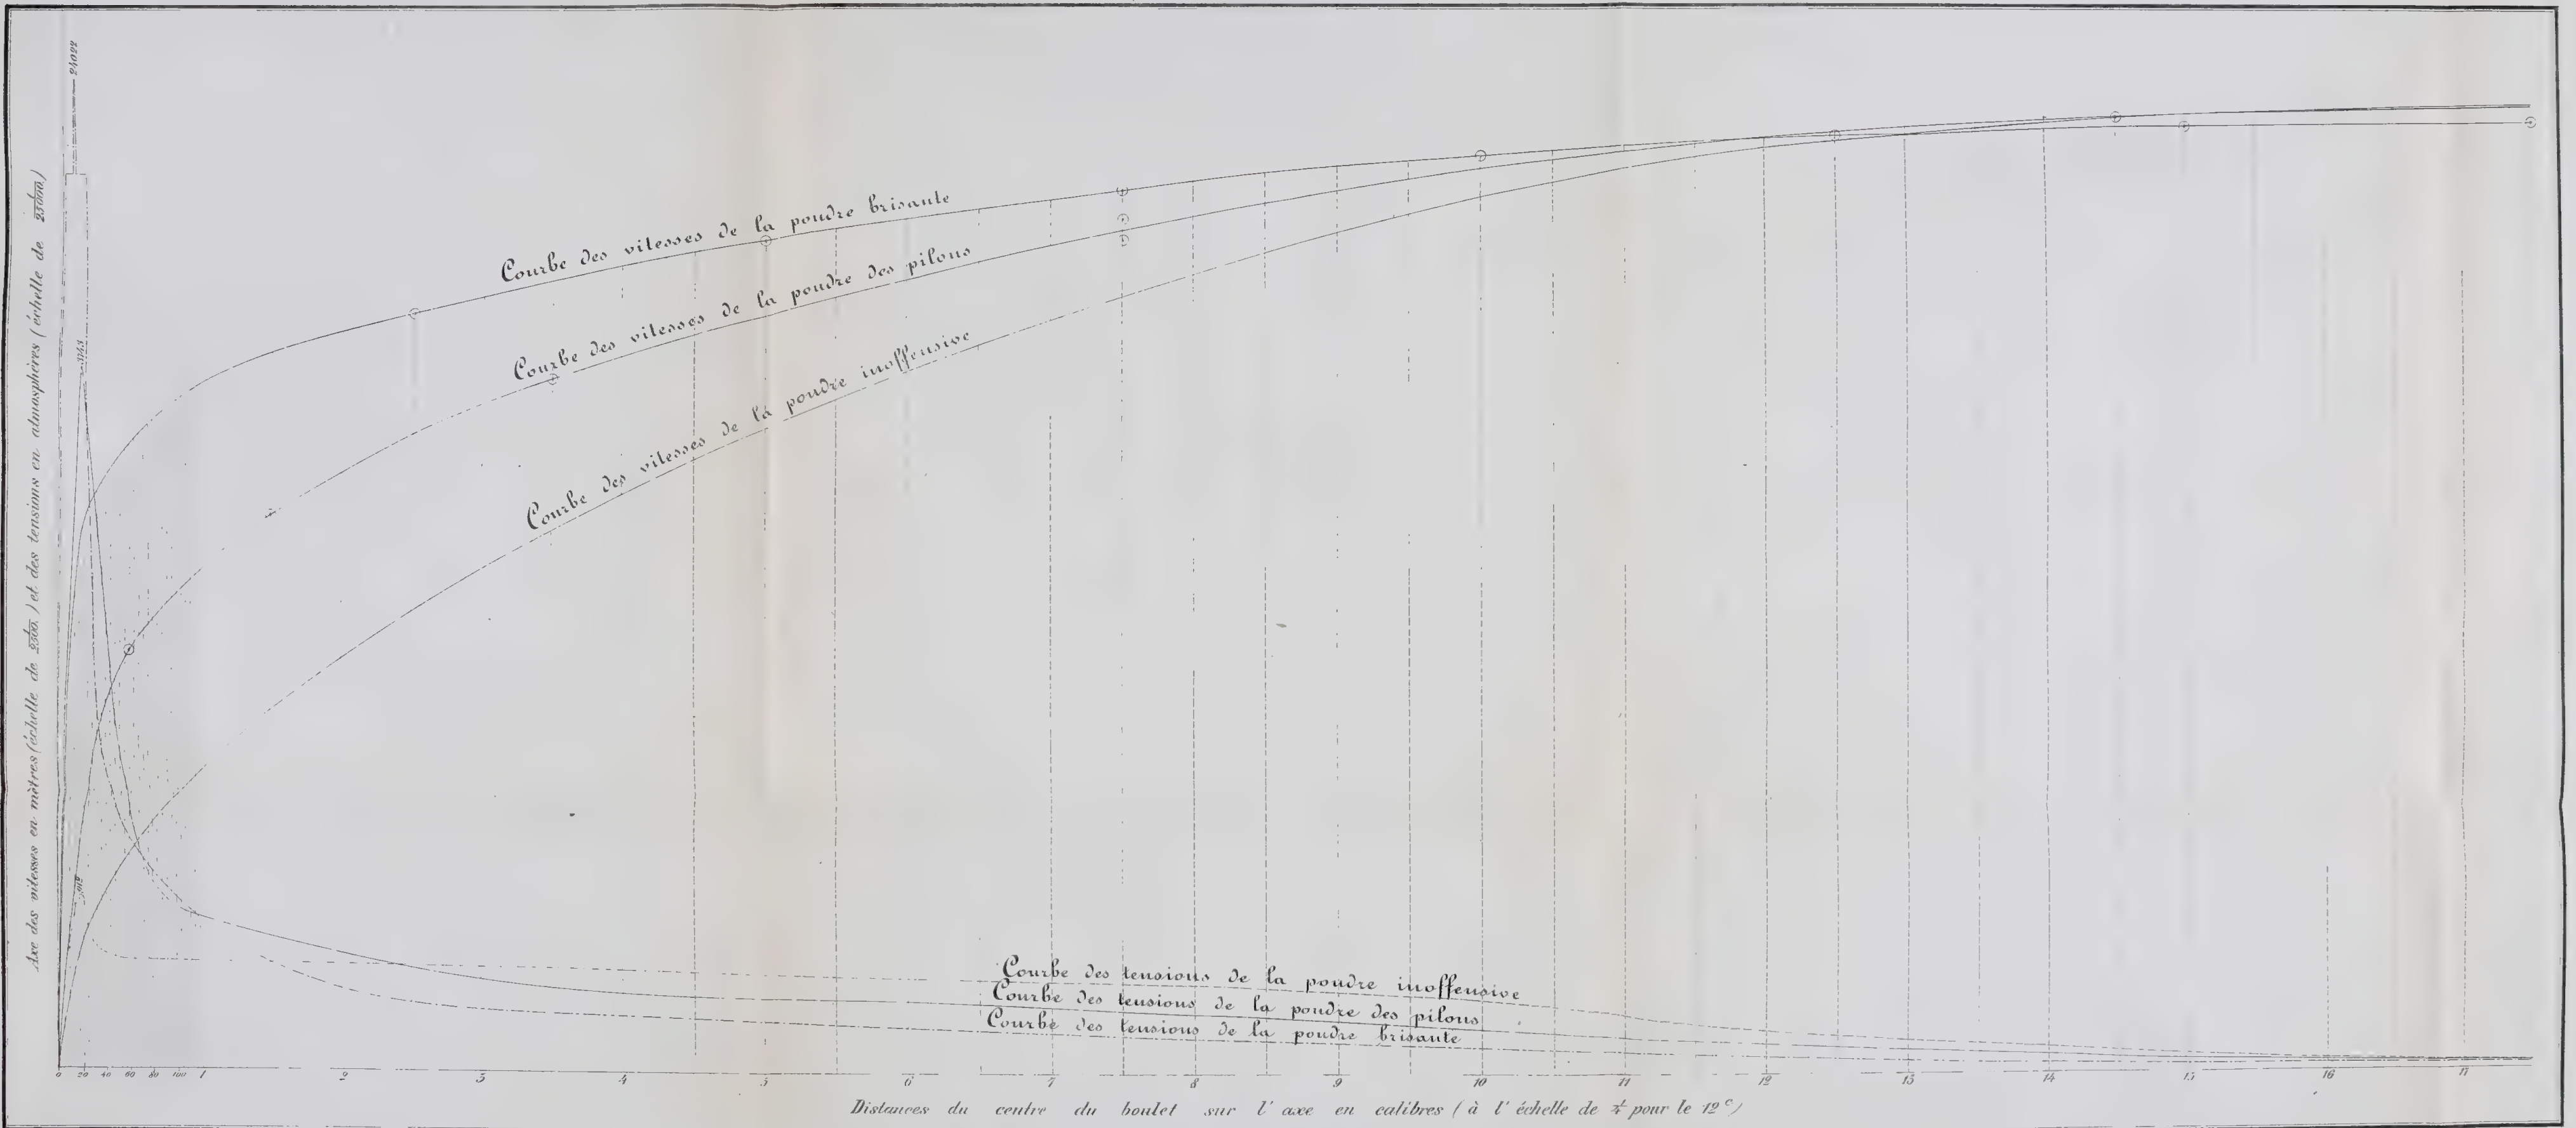 24022
3743
Axe des vitesses en mètres (échelle de 1/2500.) et des tensions en atmosphères (échelle de 1/25000.)
Courbe des vitesses de la poudre brisante
Courbe des vitesses de la poudre des pilons
Courbe des vitesses de la poudre inoffensive
Courbe des tensions de la poudre inoffensive
Courbe des tensions de la poudre des pilons
Courbe des tensions de la poudre brisante
0 20 40 60 80 100 1 2 3 4 5 6 7 8 9 10 11 12 13 14 15 16 17
Distances du centre du boulet sur l'axe en calibres (à l'échelle de 1/4 pour le 12c)